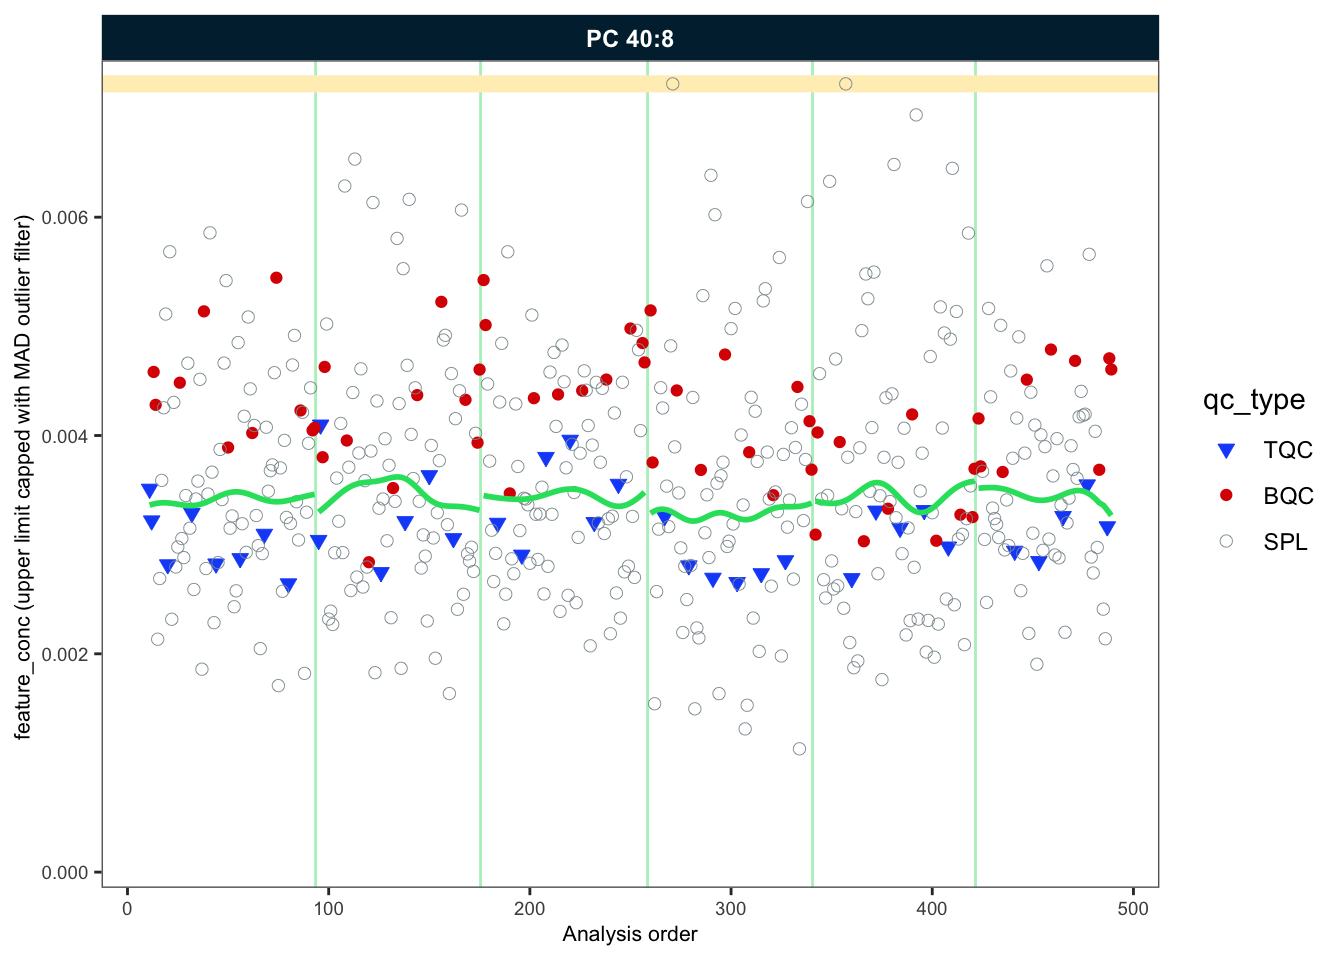 PC 40:8
feature_conc (upper limit capped with MAD outlier filter)
0.006
0.004
0.002
0.000
0
100
200
300
400
500
Analysis order
qc_type
TQC
BQC
SPL